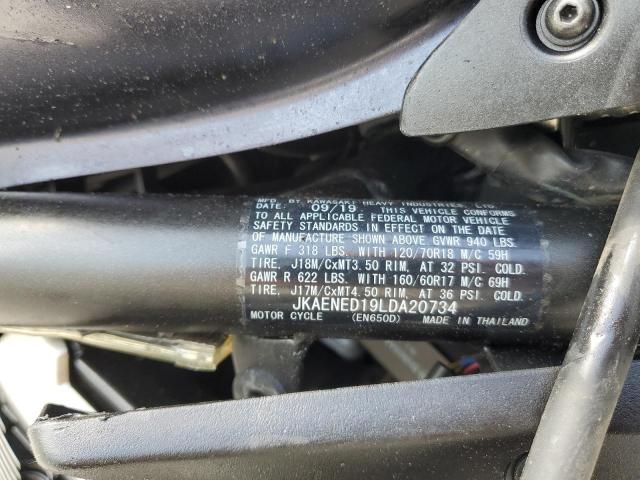 MFD. BY KAWASAKI HEAVY INDUSTRIES, LTD.
DATE: 09/19 THIS VEHICLE CONFORMS
TO ALL APPLICABLE FEDERAL MOTOR VEHICLE
SAFETY STANDARDS IN EFFECT ON THE DATE
OF MANUFACTURE SHOWN ABOVE GVWR 940 LBS.
GAWR F 318 LBS. WITH 120/70R18 M/C 59H
TIRE, J18M/CxMT3.50 RIM, AT 32 PSI. COLD.
GAWR R 622 LBS. WITH 160/60R17 M/C 69H
TIRE, J17M/CxMT4.50 RIM, AT 36 PSI. COLD.
JKAENED19LDA20734
MOTOR CYCLE (EN650D) MADE IN THAILAND